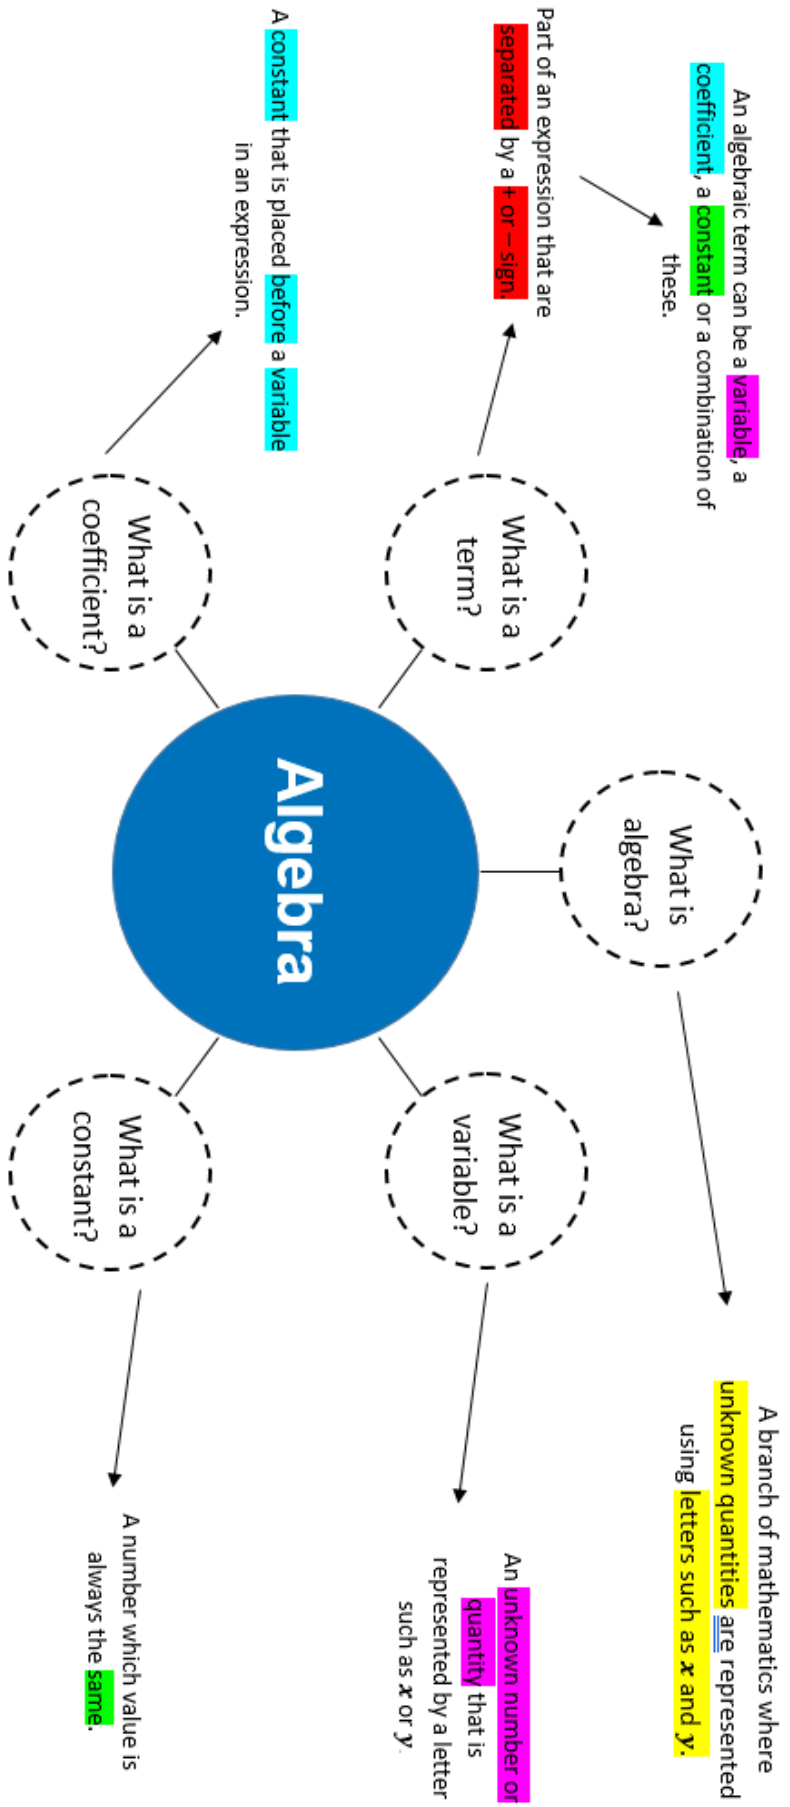 What is
algebra?
A branch of mathematics where
unknown quantities are represented
using letters such as x and y.
An algebraic term can be a variable, a
coefficient, a constant or a combination of
these.
Part of an expression that are
separated by a + or – sign.
What is a
term?
What is a
variable?
An unknown number or
quantity that is
represented by a letter
such as x or y.
Algebra
A constant that is placed before a variable
in an expression.
What is a
coefficient?
What is a
constant?
A number which value is
always the same.